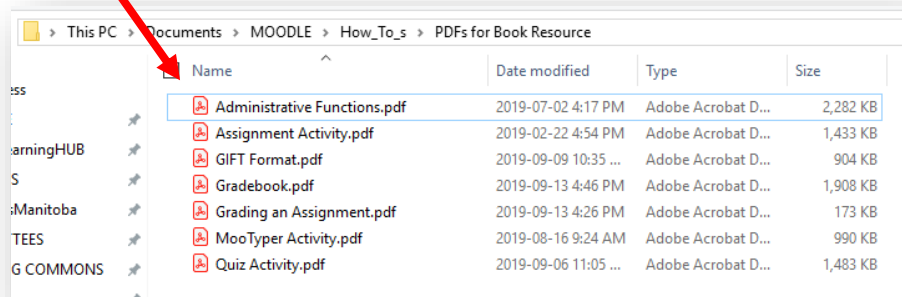 This PC > Documents > MOODLE > How_To_s > PDFs for Book Resource
Name Date modified Type Size
ess
Administrative Functions.pdf 2019-07-02 4:17 PM Adobe Acrobat D... 2,282 KB
Assignment Activity.pdf 2019-02-22 4:54 PM Adobe Acrobat D... 1,433 KB
earningHUB GIFT Format.pdf 2019-09-09 10:35 ... Adobe Acrobat D... 904 KB
S Gradebook.pdf 2019-09-13 4:46 PM Adobe Acrobat D... 1,908 KB
sManitoba Grading an Assignment.pdf 2019-09-13 4:26 PM Adobe Acrobat D... 173 KB
TEES MooTyper Activity.pdf 2019-08-16 9:24 AM Adobe Acrobat D... 990 KB
G COMMONS Quiz Activity.pdf 2019-09-06 11:05 ... Adobe Acrobat D... 1,483 KB